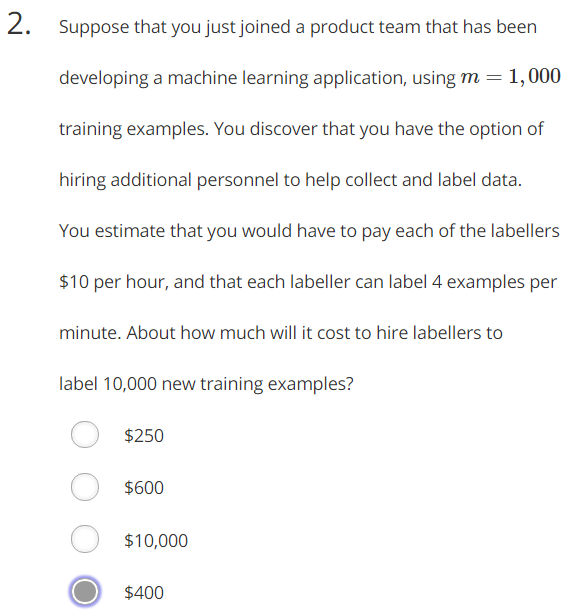 2. Suppose that you just joined a product team that has been
developing a machine learning application, using m = 1,000
training examples. You discover that you have the option of
hiring additional personnel to help collect and label data.
You estimate that you would have to pay each of the labellers
$10 per hour, and that each labeller can label 4 examples per
minute. About how much will it cost to hire labellers to
label 10,000 new training examples?
$250
$600
$10,000
$400